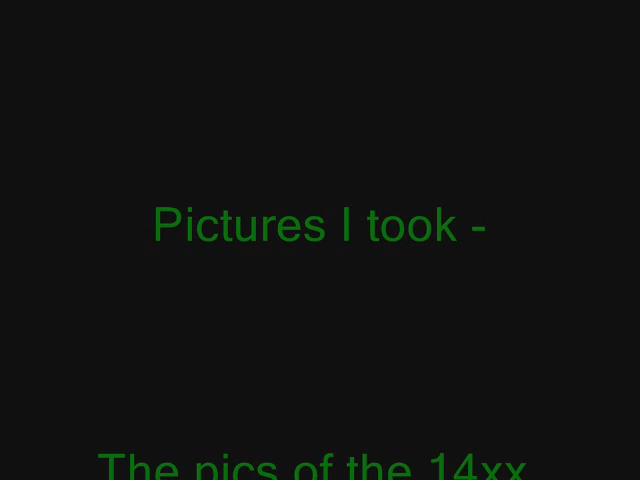 Pictures I took -
The pics of the 14xx